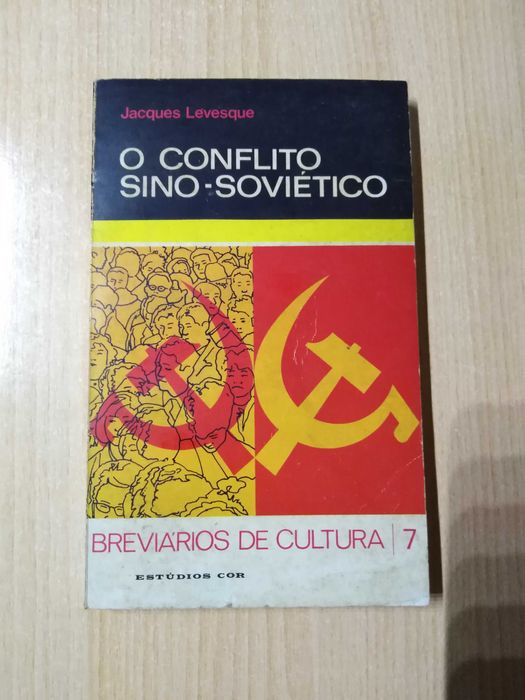 Jacques Levesque
O CONFLITO
SINO-SOVIÉTICO
BREVIÁRIOS DE CULTURA | 7
ESTÚDIOS COR